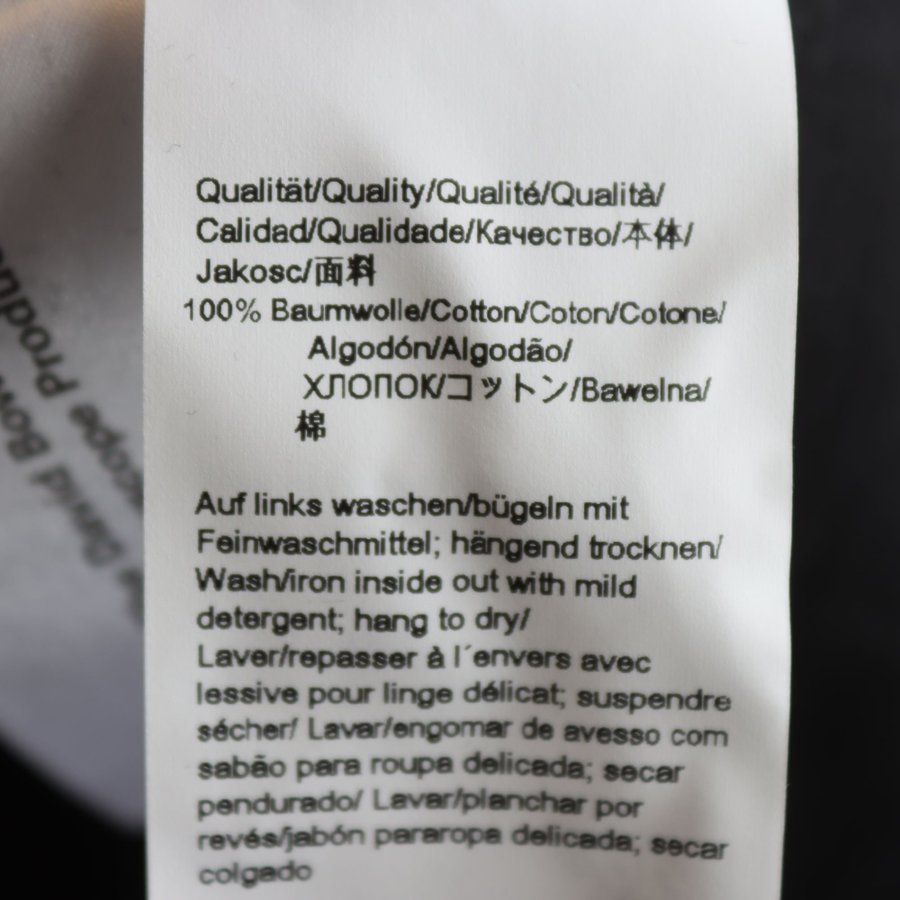 Qualität/Quality/Qualité/Qualità/
Calidad/Qualidade/Качество/本体/
Jakosc/面料
100% Baumwolle/Cotton/Coton/Cotone/
Algodón/Algodão/
ХЛОПОК/コットン/Bawelna/
棉
Auf links waschen/bügeln mit
Feinwaschmittel; hängend trocknen/
Wash/iron inside out with mild
detergent; hang to dry/
Laver/repasser à l´envers avec
lessive pour linge délicat; suspendre
sécher/ Lavar/engomar de avesso com
sabão para roupa delicada; secar
pendurado/ Lavar/planchar por
revés/jabón pararopa delicada; secar
colgado
David